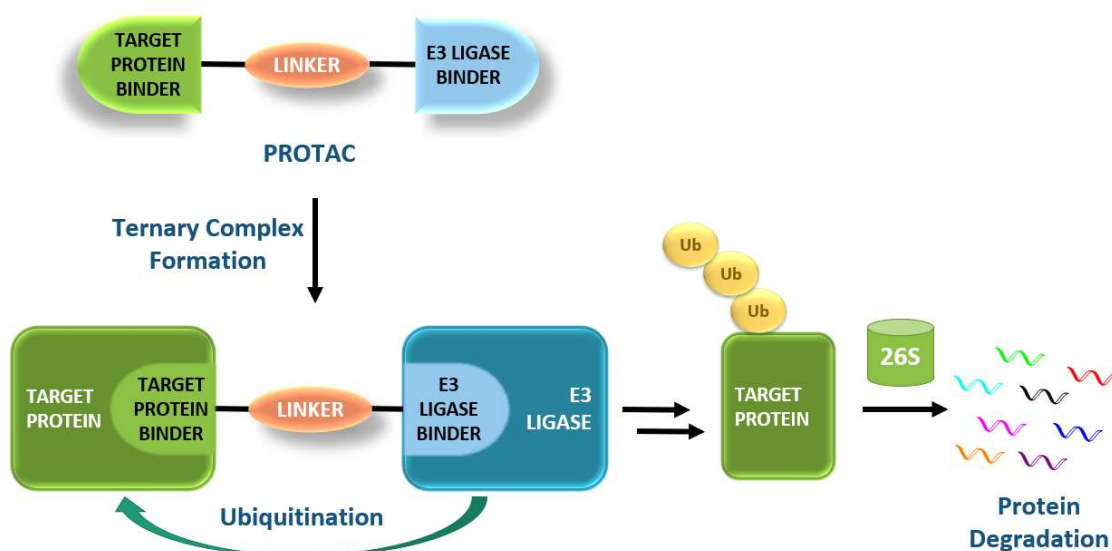 TARGET
PROTEIN
BINDER
LINKER
E3 LIGASE
BINDER
PROTAC
Ternary Complex
Formation
Ub
Ub
Ub
TARGET
PROTEIN
TARGET
PROTEIN
BINDER
LINKER
E3
LIGASE
BINDER
E3
LIGASE
TARGET
PROTEIN
26S
Ubiquitination
Protein
Degradation